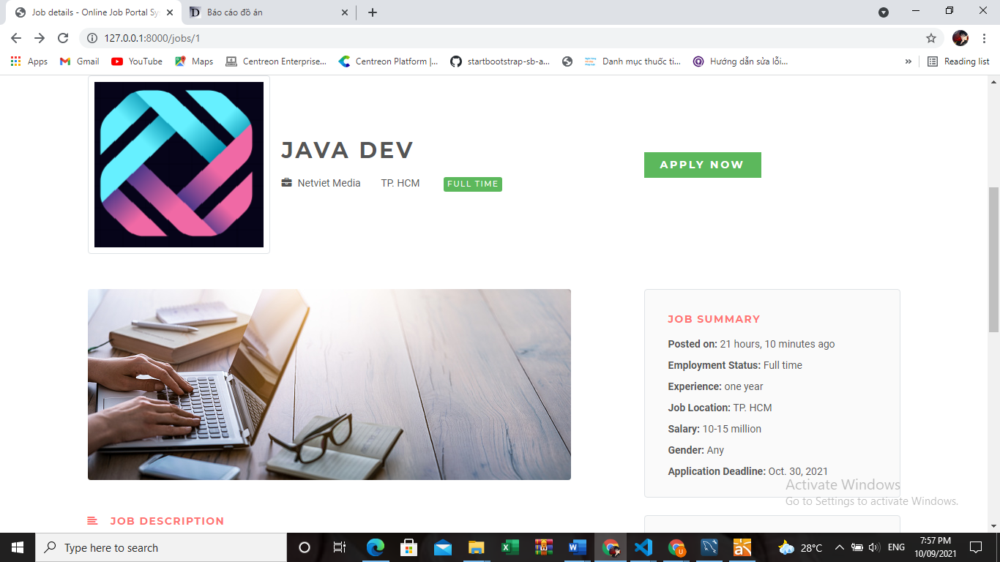 Job details - Online Job Portal Sy
Báo cáo đồ án
127.0.0.1:8000/jobs/1
Apps
Gmail
YouTube
Maps
Centreon Enterprise...
Centreon Platform |...
startbootstrap-sb-a...
Danh mục thuốc ti...
Hướng dẫn sửa lỗi...
Reading list
JAVA DEV
Netviet Media TP. HCM FULL TIME
APPLY NOW
JOB SUMMARY
Posted on: 21 hours, 10 minutes ago
Employment Status: Full time
Experience: one year
Job Location: TP. HCM
Salary: 10-15 million
Gender: Any
Application Deadline: Oct. 30, 2021
Activate Windows
Go to Settings to activate Windows.
JOB DESCRIPTION
Type here to search
28°C
ENG
7:57 PM
10/09/2021